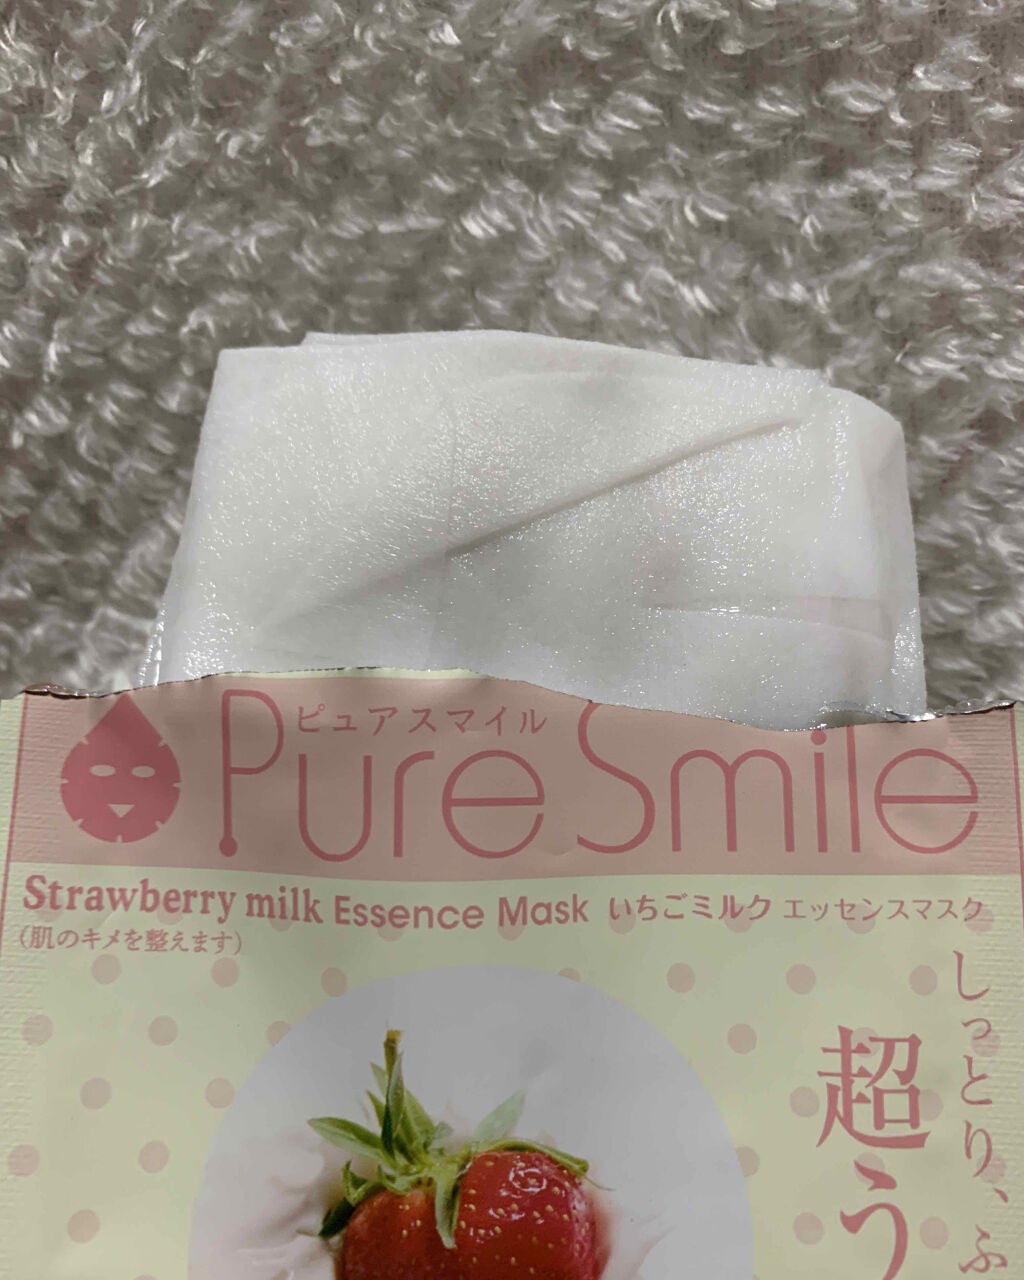 ピュアスマイル
Pure Smile
Strawberry milk Essence Mask いちごミルク エッセンスマスク
(肌のキメを整えます)
しっとり、ふ
超う